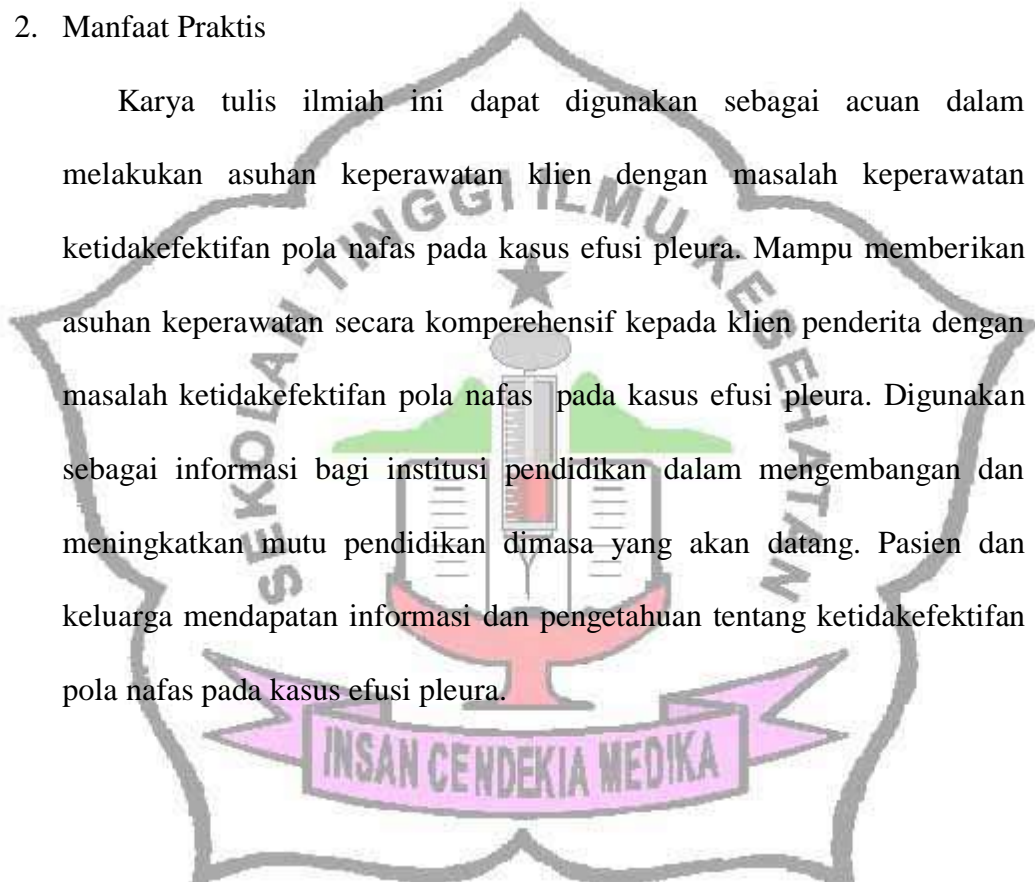 2. Manfaat Praktis
Karya tulis ilmiah ini dapat digunakan sebagai acuan dalam
melakukan asuhan keperawatan klien dengan masalah keperawatan
ketidakefektifan pola nafas pada kasus efusi pleura. Mampu memberikan
asuhan keperawatan secara komperehensif kepada klien penderita dengan
masalah ketidakefektifan pola nafas pada kasus efusi pleura. Digunakan
sebagai informasi bagi institusi pendidikan dalam mengembangan dan
meningkatkan mutu pendidikan dimasa yang akan datang. Pasien dan
keluarga mendapatan informasi dan pengetahuan tentang ketidakefektifan
pola nafas pada kasus efusi pleura.
SEKOLAH TINGGI ILMU KESEHATAN
INSAN CENDEKIA MEDIKA